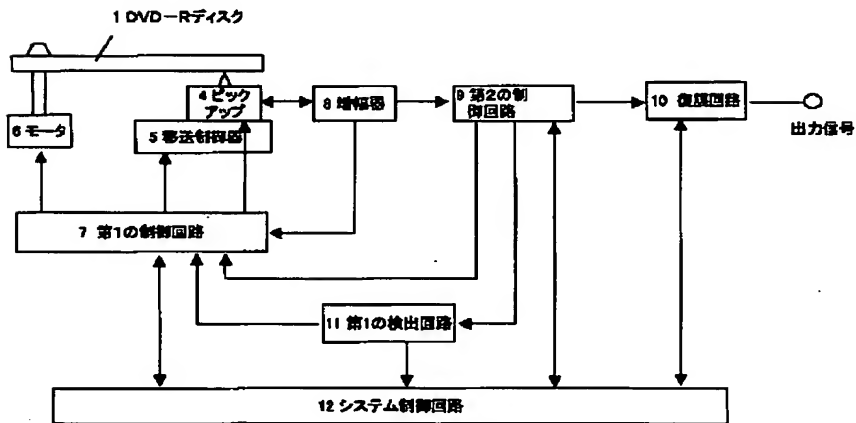 1 DVD－Rディスク
4 ピック
アップ
8 増幅器
9 第2の制
御回路
10 復調回路
出力信号
6 モータ
5 移送制御器
7 第1の制御回路
11 第1の検出回路
12 システム制御回路